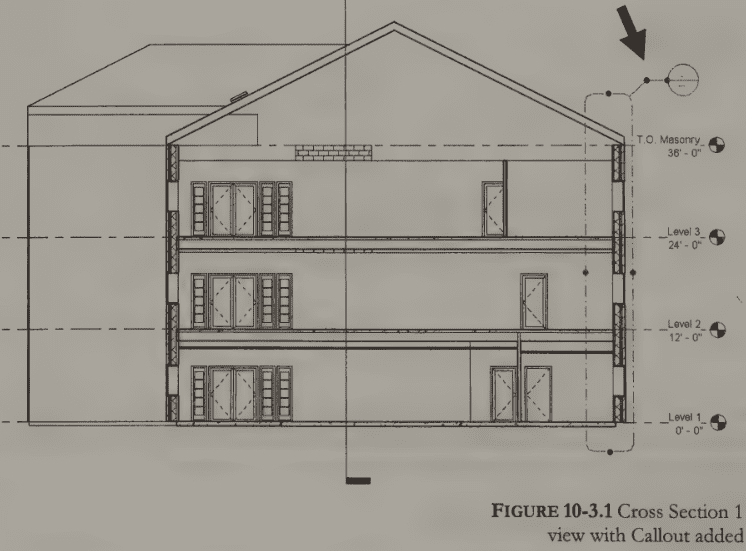 T.O. Masonry
36' - 0"
Level 3
24' - 0"
Level 2
12' - 0"
Level 1
0' - 0"
FIGURE 10-3.1 Cross Section 1
view with Callout added